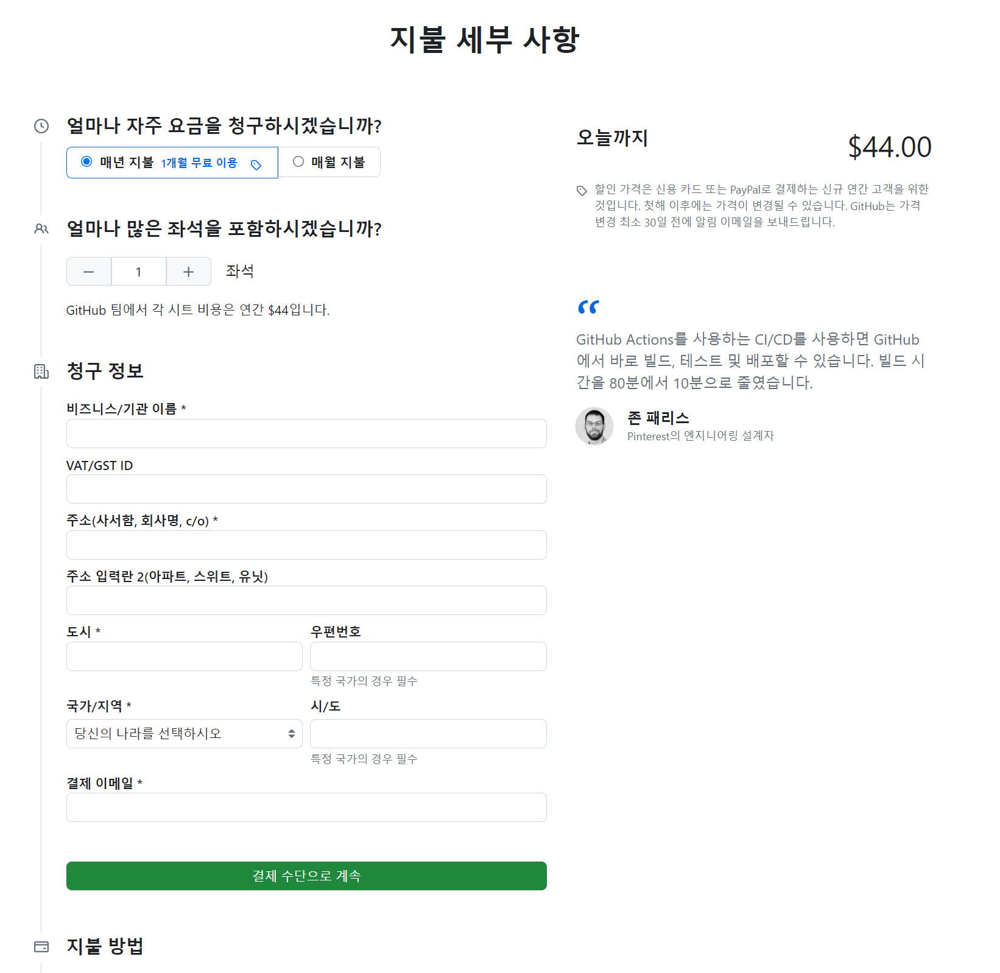 지불 세부 사항
얼마나 자주 요금을 청구하시겠습니까?
매년 지불 1개월 무료 이용
매월 지불
얼마나 많은 좌석을 포함하시겠습니까?
1
좌석
GitHub 팀에서 각 시트 비용은 연간 $44입니다.
청구 정보
비즈니스/기관 이름 *
VAT/GST ID
주소(사서함, 회사명, c/o) *
주소 입력란 2(아파트, 스위트, 유닛)
도시 *
우편번호
특정 국가의 경우 필수
국가/지역 *
시/도
당신의 나라를 선택하시오
특정 국가의 경우 필수
결제 이메일 *
결제 수단으로 계속
지불 방법
오늘까지
$44.00
할인 가격은 신용 카드 또는 PayPal로 결제하는 신규 연간 고객을 위한
것입니다. 첫해 이후에는 가격이 변경될 수 있습니다. GitHub는 가격
변경 최소 30일 전에 알림 이메일을 보내드립니다.
“
GitHub Actions를 사용하는 CI/CD를 사용하면 GitHub
에서 바로 빌드, 테스트 및 배포할 수 있습니다. 빌드 시
간을 80분에서 10분으로 줄였습니다.
존 패리스
Pinterest의 엔지니어링 설계자